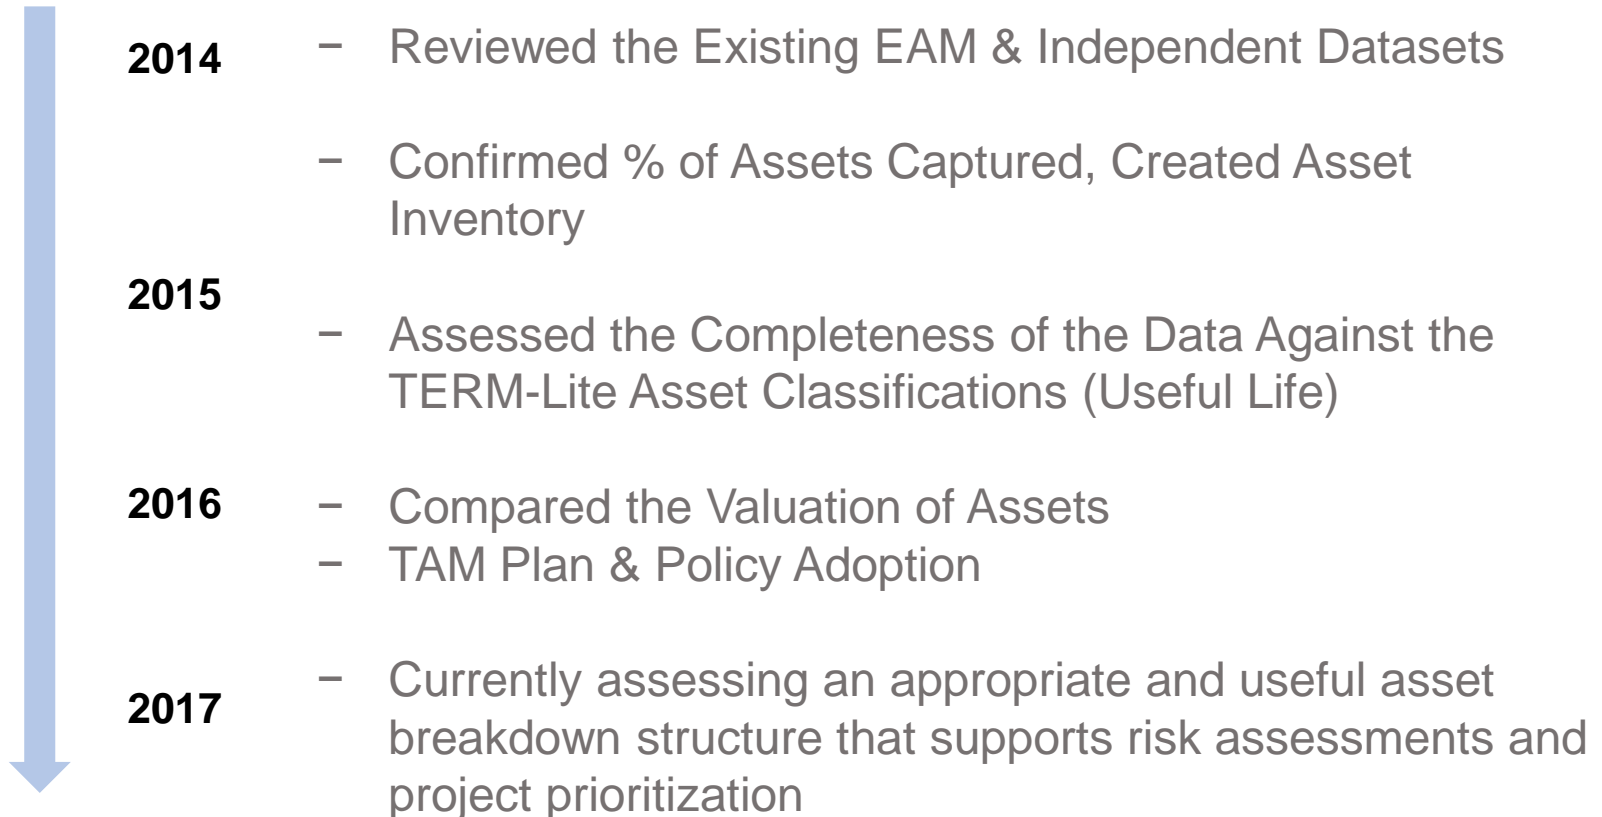 2014
− Reviewed the Existing EAM & Independent Datasets
− Confirmed % of Assets Captured, Created Asset
Inventory
2015
− Assessed the Completeness of the Data Against the
TERM-Lite Asset Classifications (Useful Life)
2016
− Compared the Valuation of Assets
− TAM Plan & Policy Adoption
2017
− Currently assessing an appropriate and useful asset
breakdown structure that supports risk assessments and
project prioritization